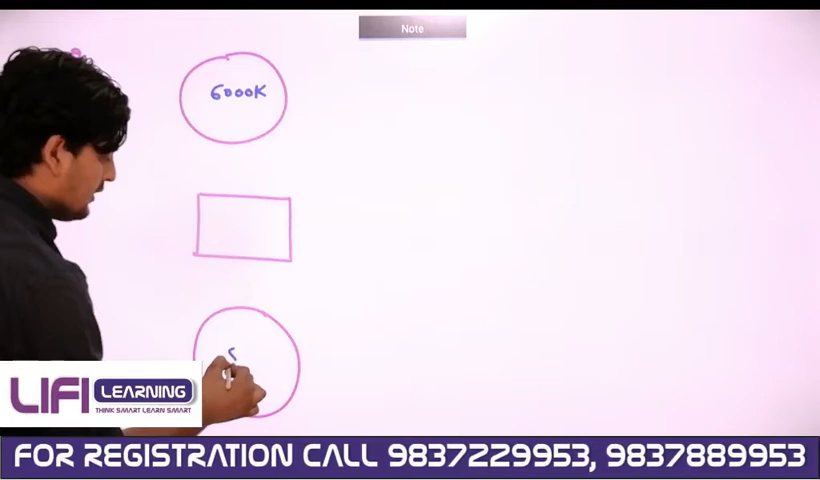 Note
6000K
LIFI LEARNING
THINK SMART LEARN SMART
FOR REGISTRATION CALL 9837229953, 9837889953